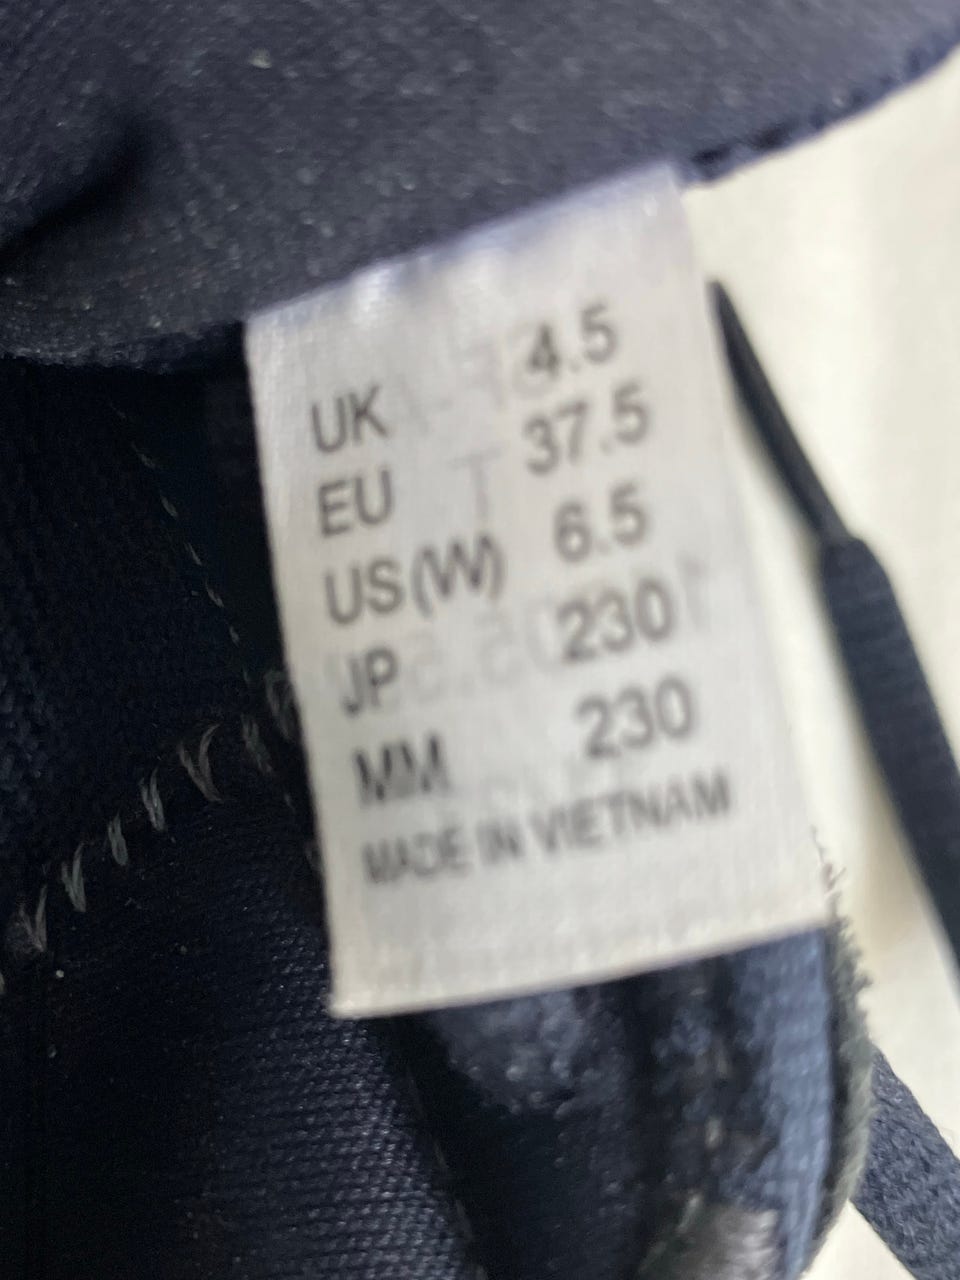 UK 4.5
EU 37.5
US(W) 6.5
JP 230
MM 230
MADE IN VIETNAM